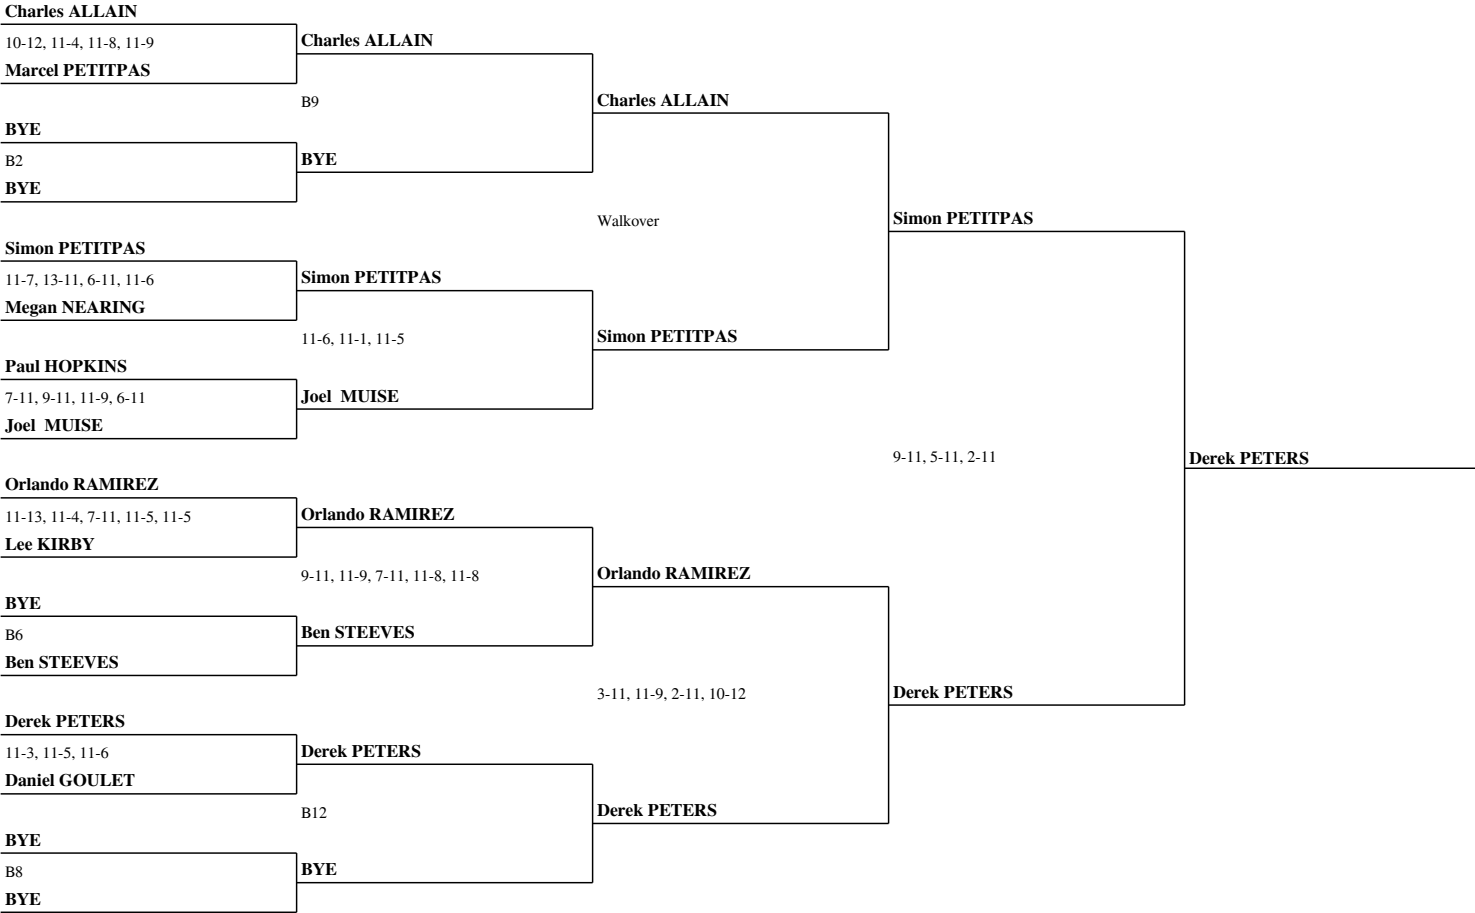 Charles ALLAIN
10-12, 11-4, 11-8, 11-9
Marcel PETITPAS
BYE
B2
BYE
Simon PETITPAS
11-7, 13-11, 6-11, 11-6
Megan NEARING
Paul HOPKINS
7-11, 9-11, 11-9, 6-11
Joel  MUISE
Orlando RAMIREZ
11-13, 11-4, 7-11, 11-5, 11-5
Lee KIRBY
BYE
B6
Ben STEEVES
Derek PETERS
11-3, 11-5, 11-6
Daniel GOULET
BYE
B8
BYE
Charles ALLAIN
B9
BYE
Simon PETITPAS
11-6, 11-1, 11-5
Joel  MUISE
Orlando RAMIREZ
9-11, 11-9, 7-11, 11-8, 11-8
Ben STEEVES
Derek PETERS
B12
BYE
Charles ALLAIN
Walkover
Simon PETITPAS
Orlando RAMIREZ
3-11, 11-9, 2-11, 10-12
Derek PETERS
Simon PETITPAS
9-11, 5-11, 2-11
Derek PETERS
Derek PETERS